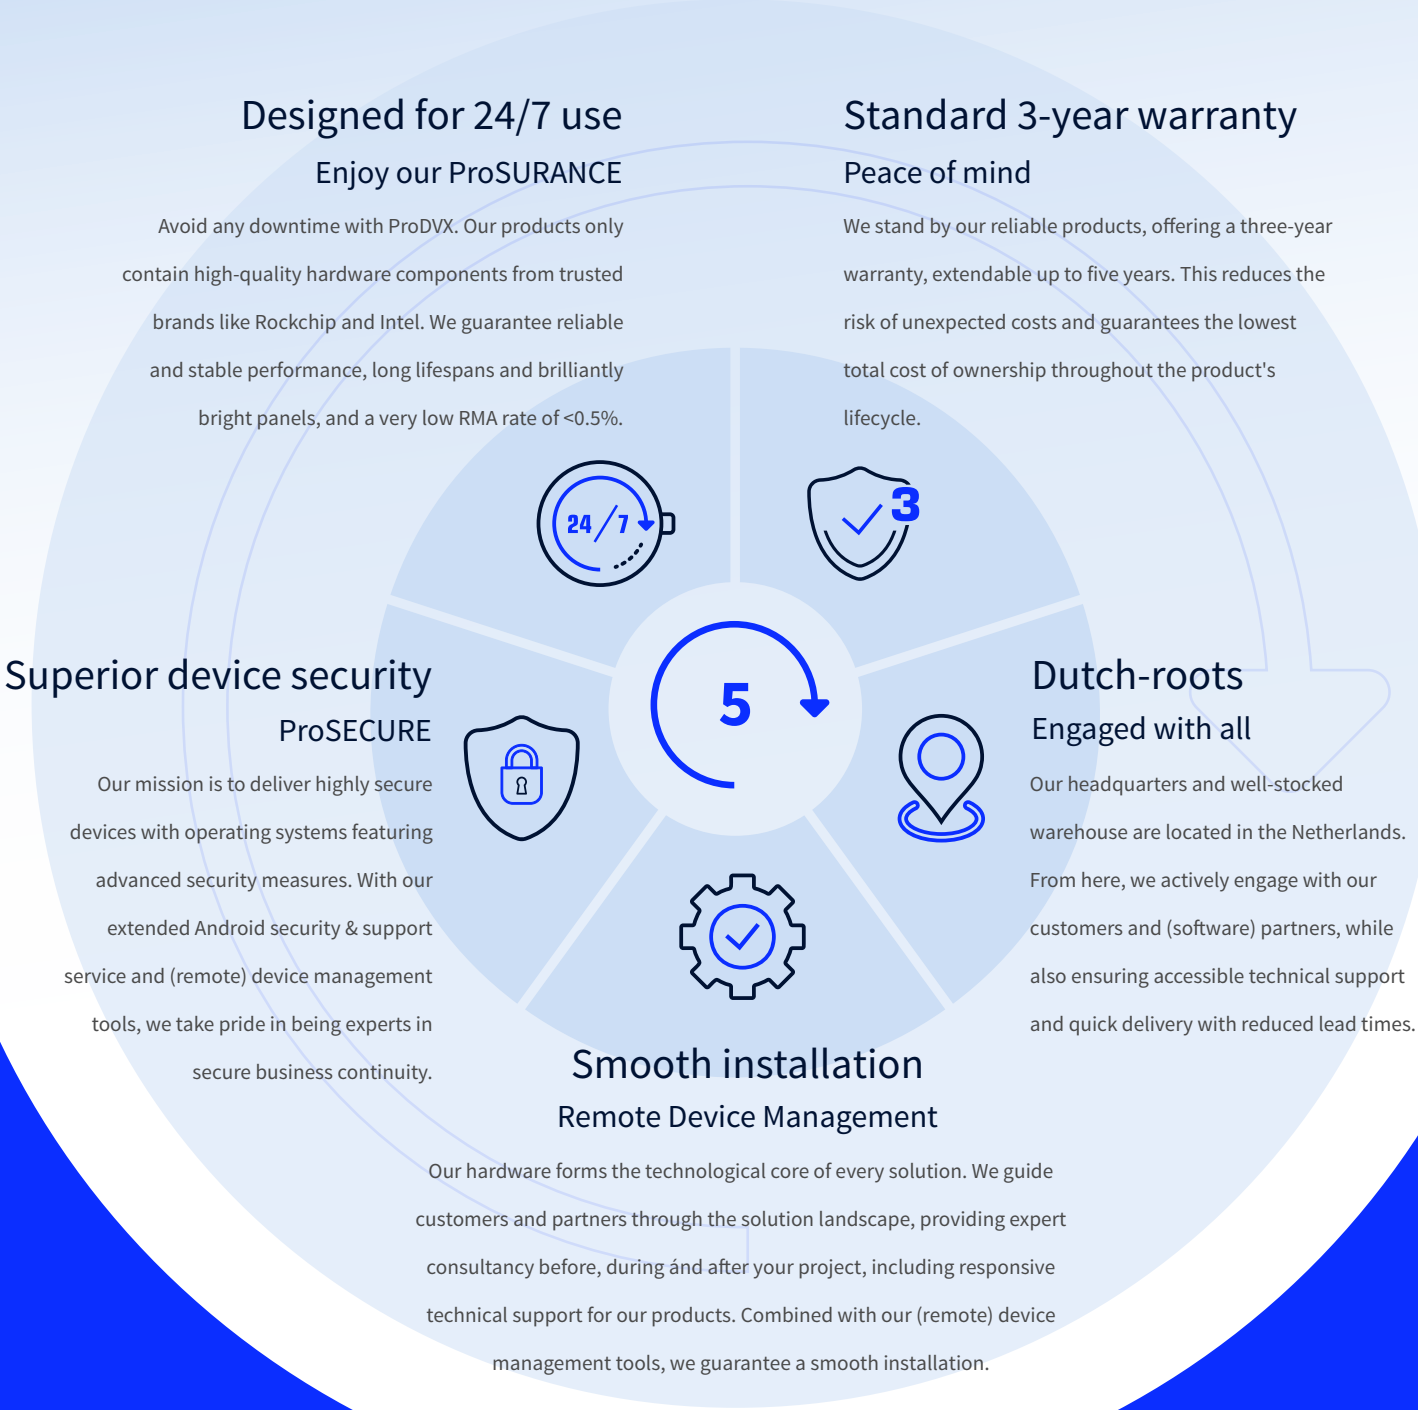 Designed for 24/7 use
Enjoy our ProSURANCE
Avoid any downtime with ProDVX. Our products only
contain high-quality hardware components from trusted
brands like Rockchip and Intel. We guarantee reliable
and stable performance, long lifespans and brilliantly
bright panels, and a very low RMA rate of <0.5%.
24/7
Standard 3-year warranty
Peace of mind
We stand by our reliable products, offering a three-year
warranty, extendable up to five years. This reduces the
risk of unexpected costs and guarantees the lowest
total cost of ownership throughout the product's
lifecycle.
3
5
Superior device security
ProSECURE
Our mission is to deliver highly secure
devices with operating systems featuring
advanced security measures. With our
extended Android security & support
service and (remote) device management
tools, we take pride in being experts in
secure business continuity.
Dutch-roots
Engaged with all
Our headquarters and well-stocked
warehouse are located in the Netherlands.
From here, we actively engage with our
customers and (software) partners, while
also ensuring accessible technical support
and quick delivery with reduced lead times.
Smooth installation
Remote Device Management
Our hardware forms the technological core of every solution. We guide
customers and partners through the solution landscape, providing expert
consultancy before, during ánd after your project, including responsive
technical support for our products. Combined with our (remote) device
management tools, we guarantee a smooth installation.